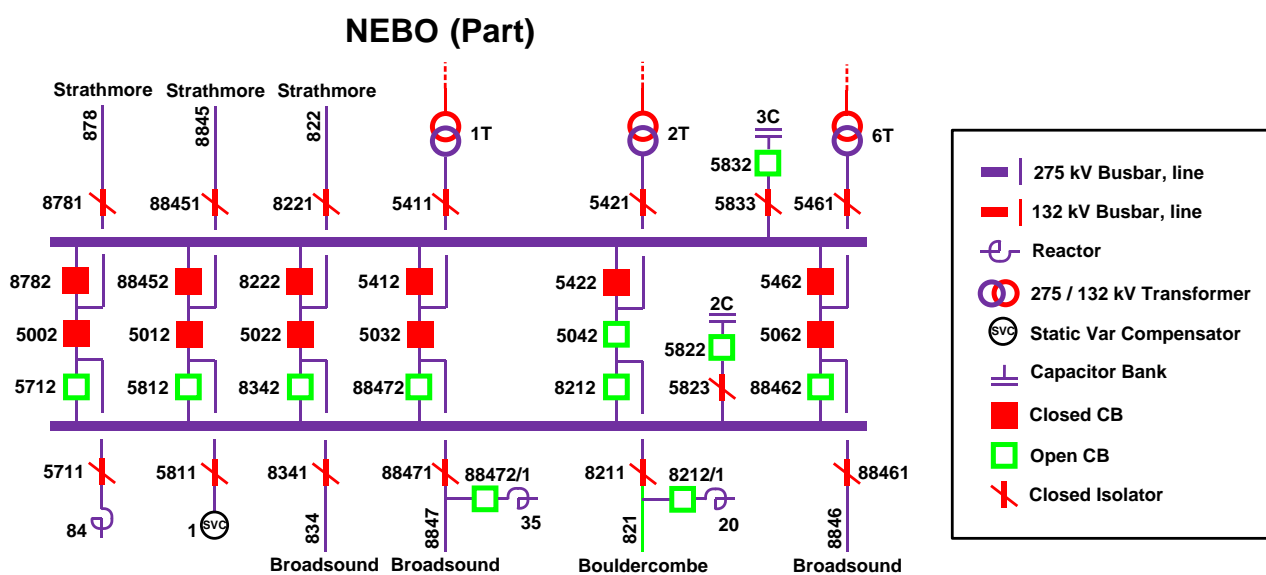 NEBO (Part)
Strathmore
Strathmore
Strathmore
878
8845
822
1T
2T
3C
6T
5832
8781
88451
8221
5411
5421
5833
5461
8782
88452
8222
5412
5422
5462
2C
5002
5012
5022
5032
5042
5822
5062
5712
5812
8342
88472
8212
5823
88462
5711
5811
8341
88471
88472/1
8211
8212/1
88461
84
1
SVC
834
8847
35
821
20
8846
Broadsound
Broadsound
Bouldercombe
Broadsound
275 kV Busbar, line
132 kV Busbar, line
Reactor
275 / 132 kV Transformer
SVC
Static Var Compensator
Capacitor Bank
Closed CB
Open CB
Closed Isolator